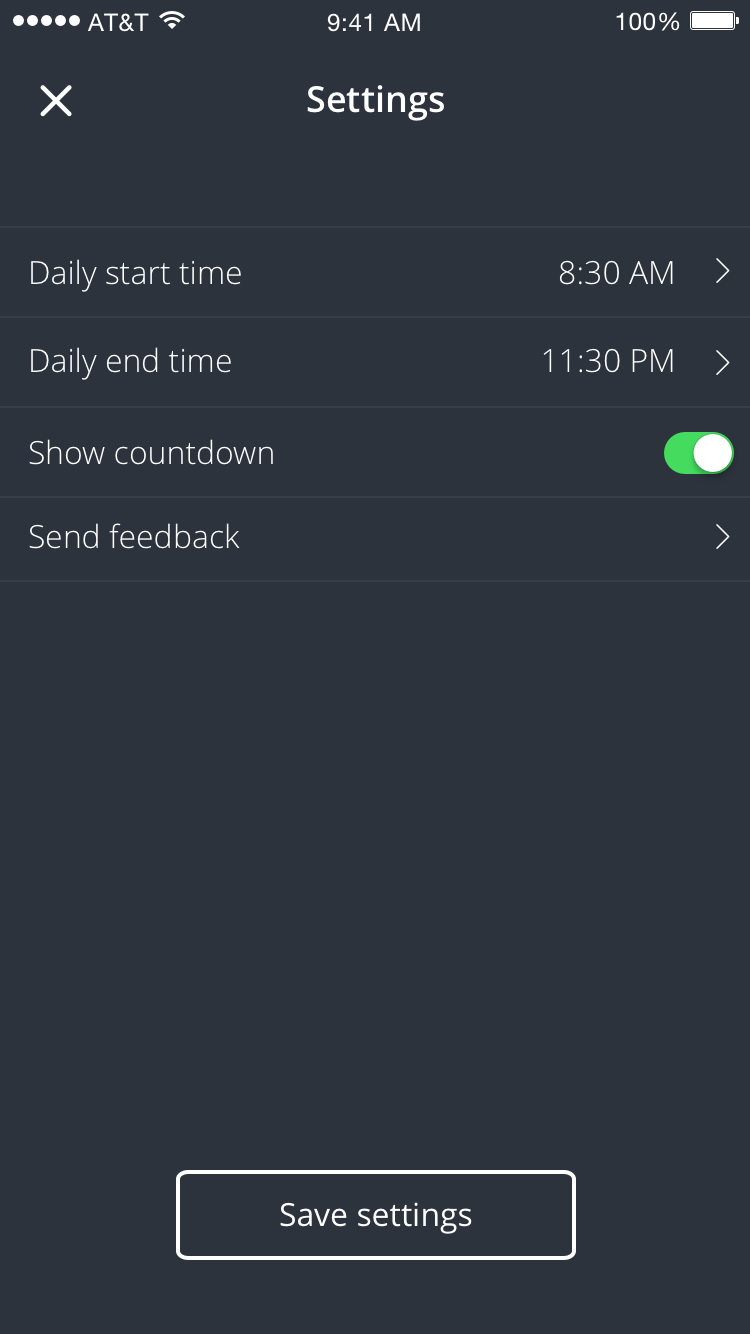 AT&T 9:41 AM 100%
Settings
Daily start time 8:30 AM
Daily end time 11:30 PM
Show countdown
Send feedback
Save settings